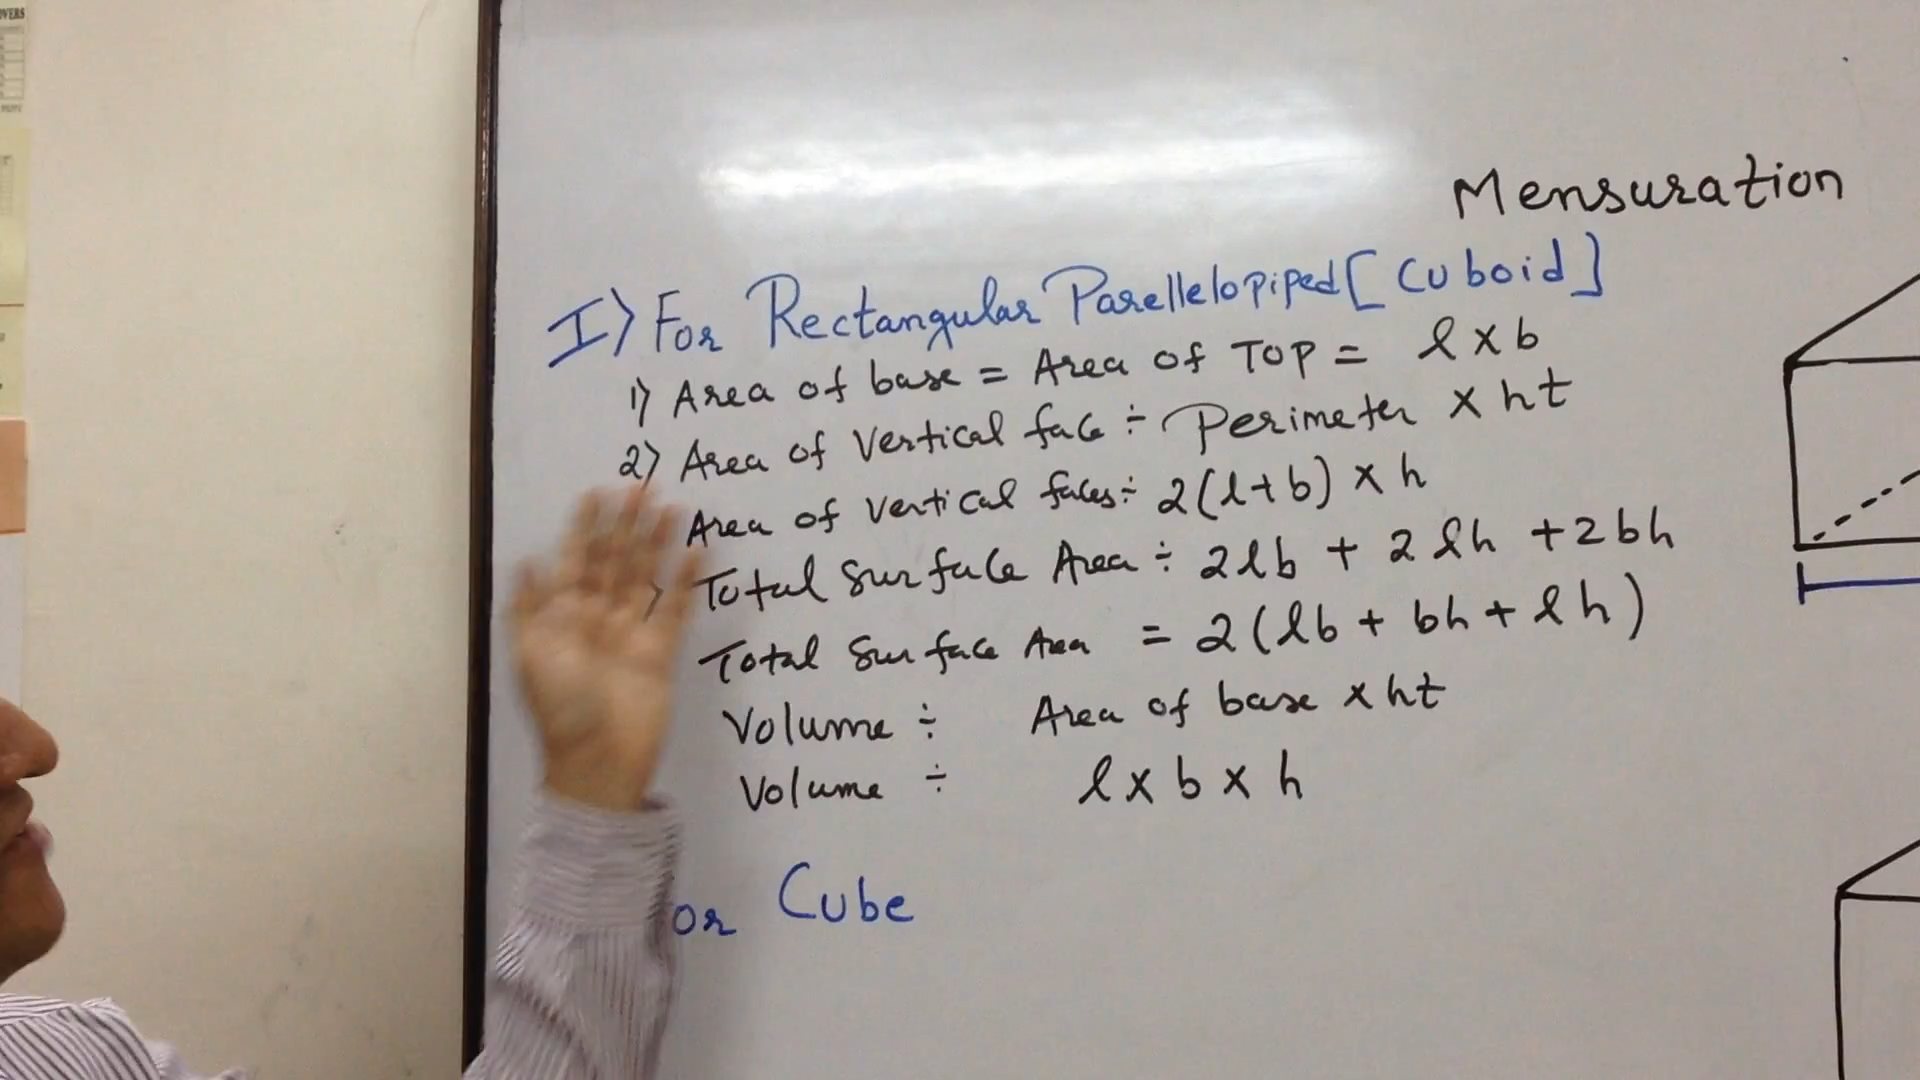 OVERS
Mensuration
I) For Rectangular Parellelopiped [Cuboid]
1) Area of base = Area of TOP = l x b
2) Area of Vertical face ÷ Perimeter x ht
Area of Vertical faces ÷ 2(l+b) x h
) Total Surface Area ÷ 2lb + 2lh + 2bh
Total Surface Area = 2(lb + bh + lh)
Volume ÷ Area of base x ht
Volume ÷ l x b x h
or Cube